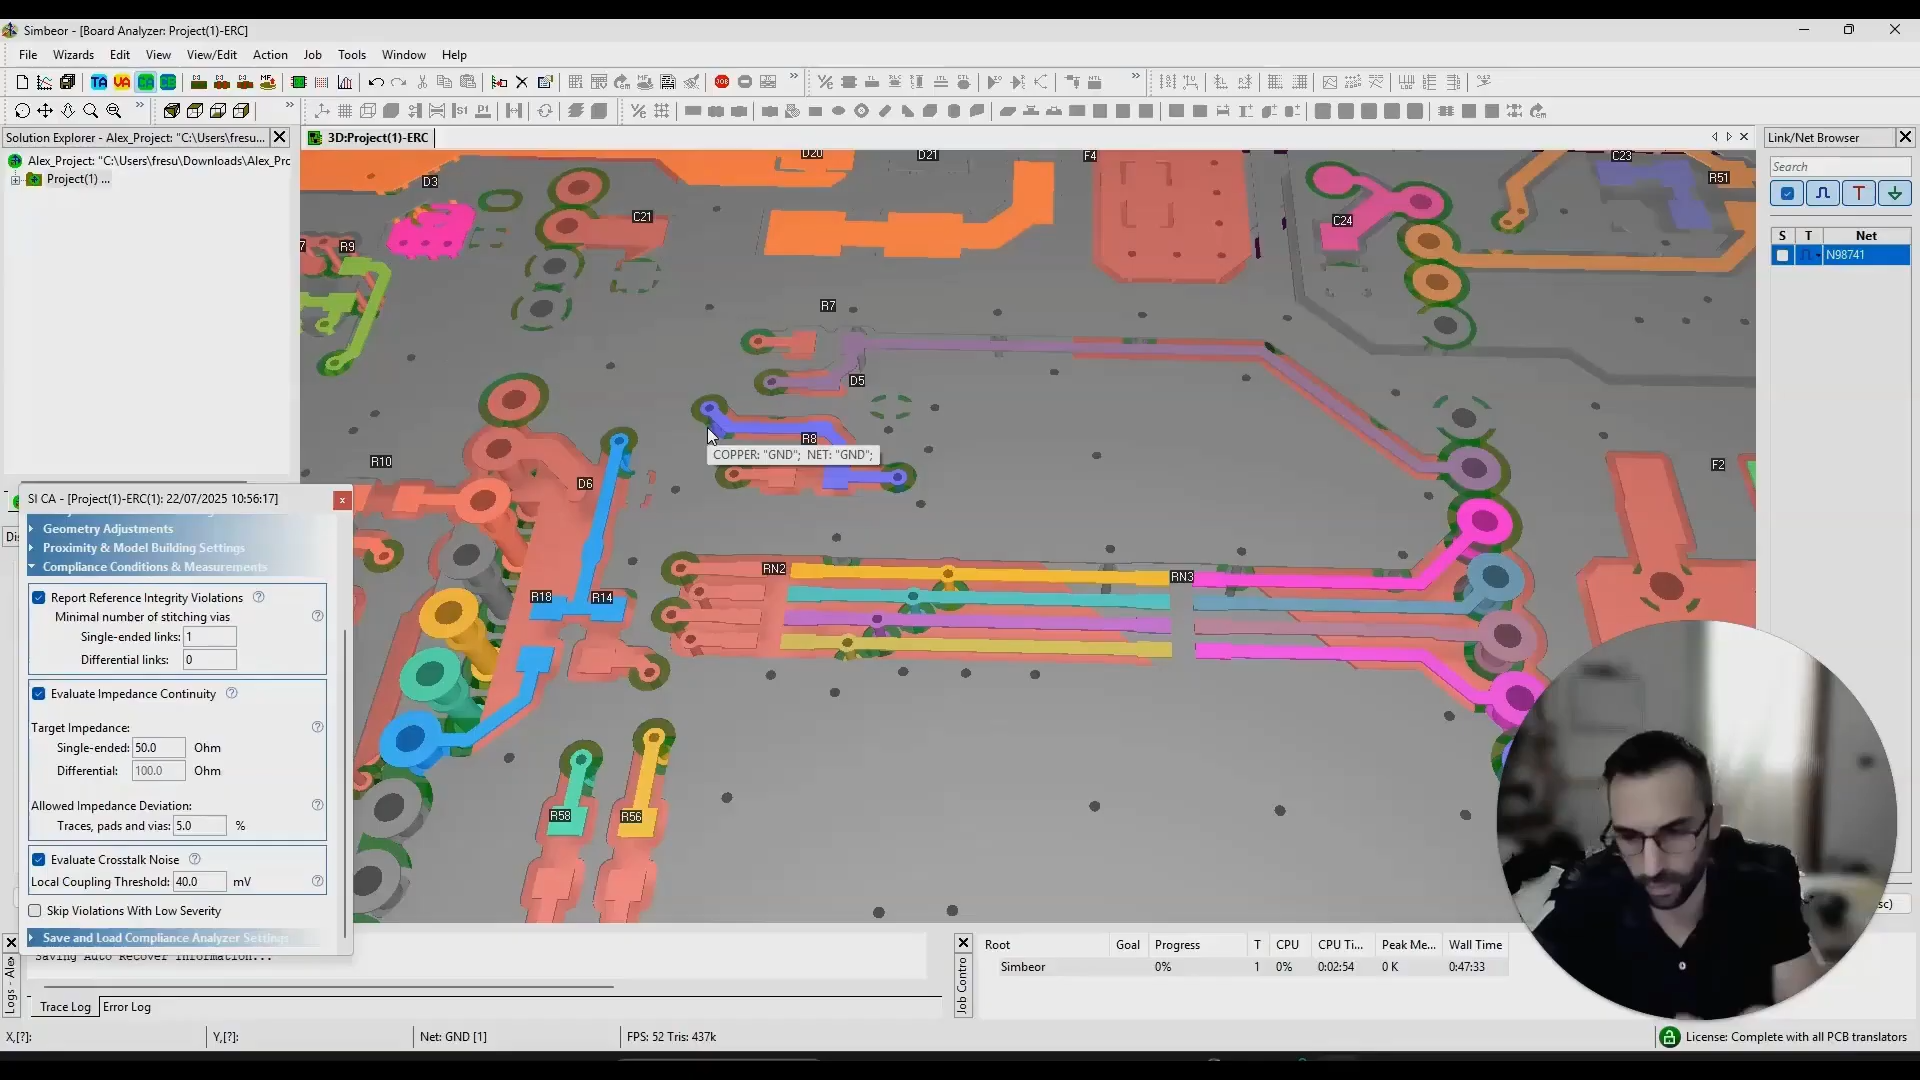 Simbeor - [Board Analyzer: Project(1)-ERC]
File Wizards Edit View View/Edit Action Job Tools Window Help
Solution Explorer - Alex_Project: "C:\Users\fresu...
3D:Project(1)-ERC
Link/Net Browser
Alex_Project: "C:\Users\fresu\Downloads\Alex_Prc
Project(1) ...
Search
S T Net
N98741
D20
D21
F4
C23
D3
R51
C21
C24
R9
R7
D5
R8
COPPER: "GND"; NET: "GND";
R10
F2
D6
RN2
RN3
R18
R14
R58
R56
SI CA - [Project(1)-ERC(1): 22/07/2025 10:56:17]
Geometry Adjustments
Proximity & Model Building Settings
Compliance Conditions & Measurements
Report Reference Integrity Violations
Minimal number of stitching vias
Single-ended links: 1
Differential links: 0
Evaluate Impedance Continuity
Target Impedance:
Single-ended: 50.0 Ohm
Differential: 100.0 Ohm
Allowed Impedance Deviation:
Traces, pads and vias: 5.0 %
Evaluate Crosstalk Noise
Local Coupling Threshold: 40.0 mV
Skip Violations With Low Severity
Save and Load Compliance Analyzer Settings
Saving Auto Recover Information...
Trace Log Error Log
Logs - Alex
Job Contro
Root Goal Progress T CPU CPU Ti... Peak Me... Wall Time
Simbeor 0% 1 0% 0:02:54 0 K 0:47:33
X,[?]: Y,[?]: Net: GND [1] FPS: 52 Tris: 437k
License: Complete with all PCB translators